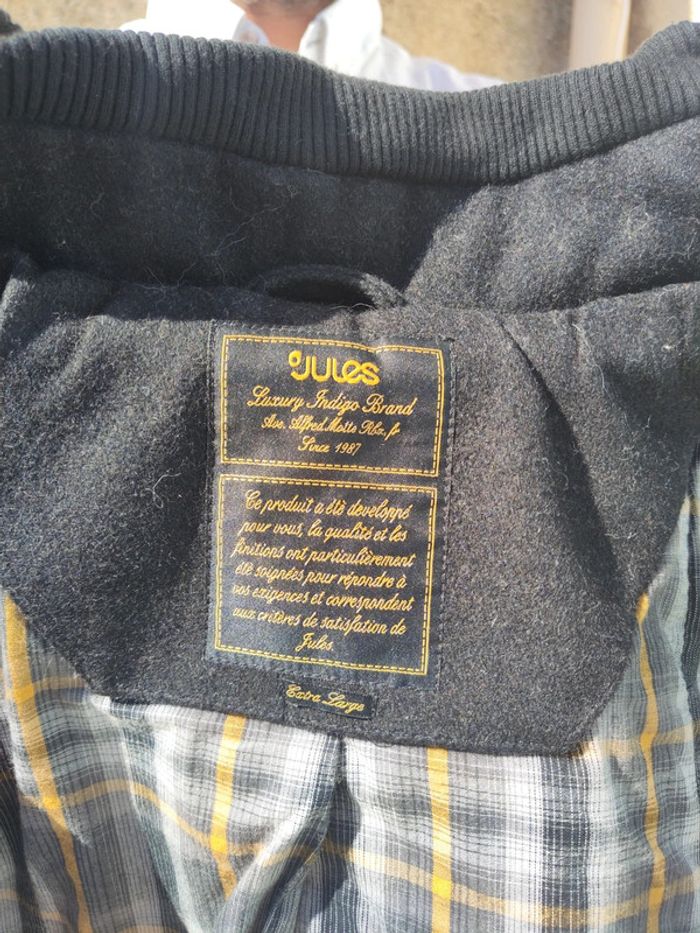 JULES
Luxury Indigo Brand
Ave. Alfred Motte Rbx. fr
Since 1987
Ce produit a été developpé
pour vous, la qualité et les
finitions ont particulièrement
été soignées pour répondre à
vos exigences et correspondent
aux critères de satisfation de
Jules.
Extra Large